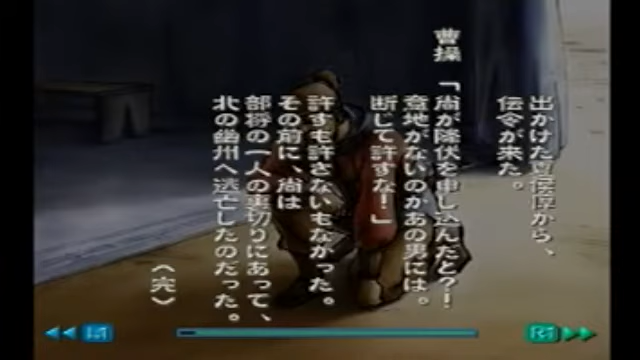 出かけた夏侯惇から、
伝令が来た。
曹操「尚が降伏を申し込んだと?!
意地がないのかあの男には。
断じて許すな!」
許すも許さないもなかった。
その前に、尚は
部将の一人の裏切りにあって、
北の幽州へ逃亡したのだった。
〈完〉
L1
R1